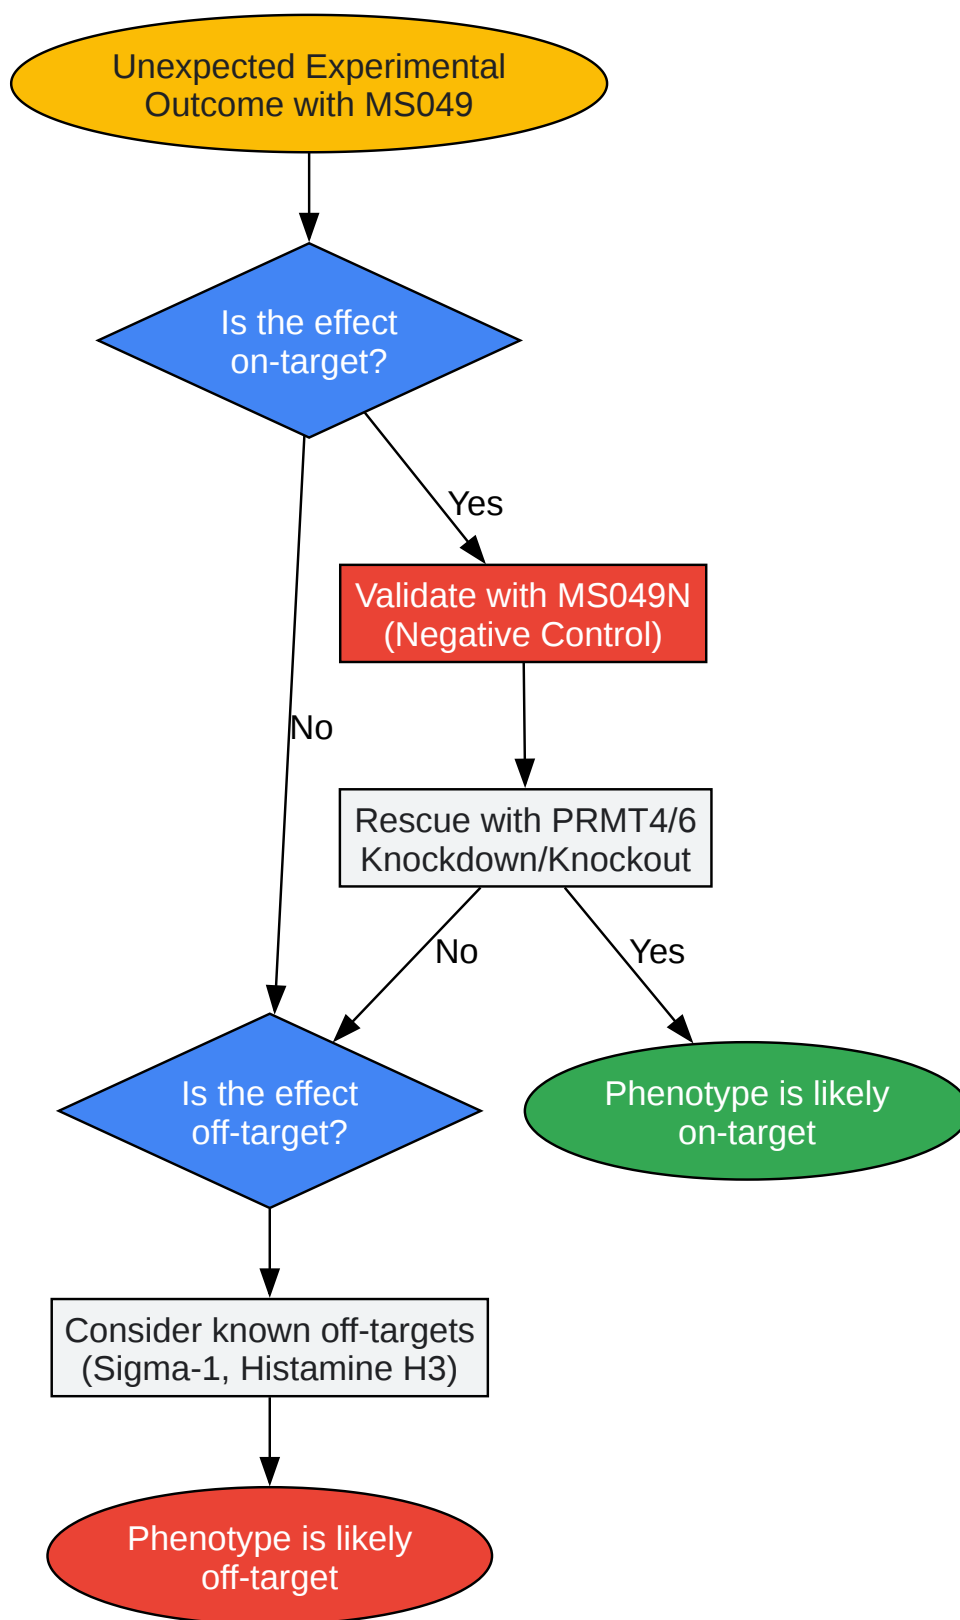 Unexpected Experimental
Outcome with MS049
Is the effect
on-target?
Yes
Validate with MS049N
(Negative Control)
No
Rescue with PRMT4/6
Knockdown/Knockout
No
Yes
Is the effect
off-target?
Phenotype is likely
on-target
Consider known off-targets
(Sigma-1, Histamine H3)
Phenotype is likely
off-target